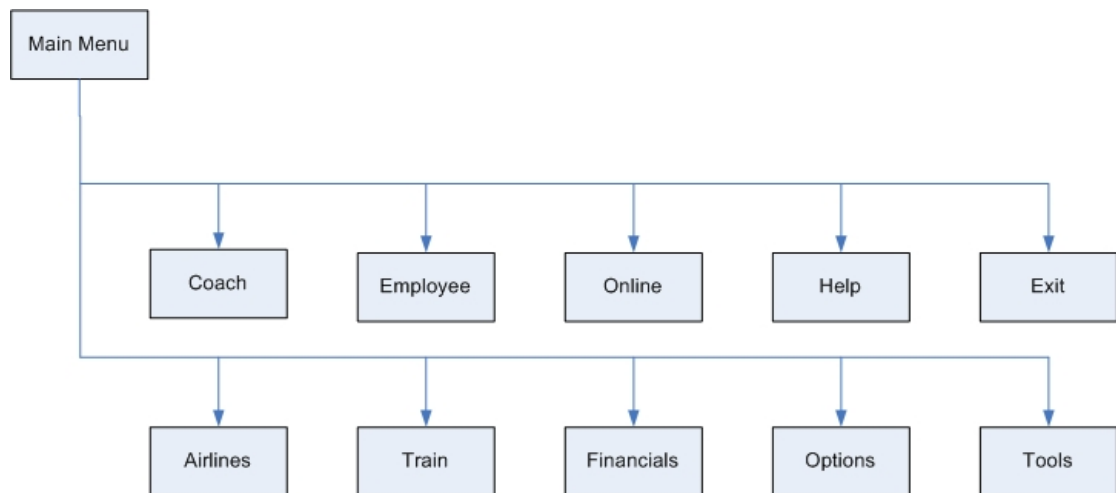 Main Menu
Coach
Employee
Online
Help
Exit
Airlines
Train
Financials
Options
Tools